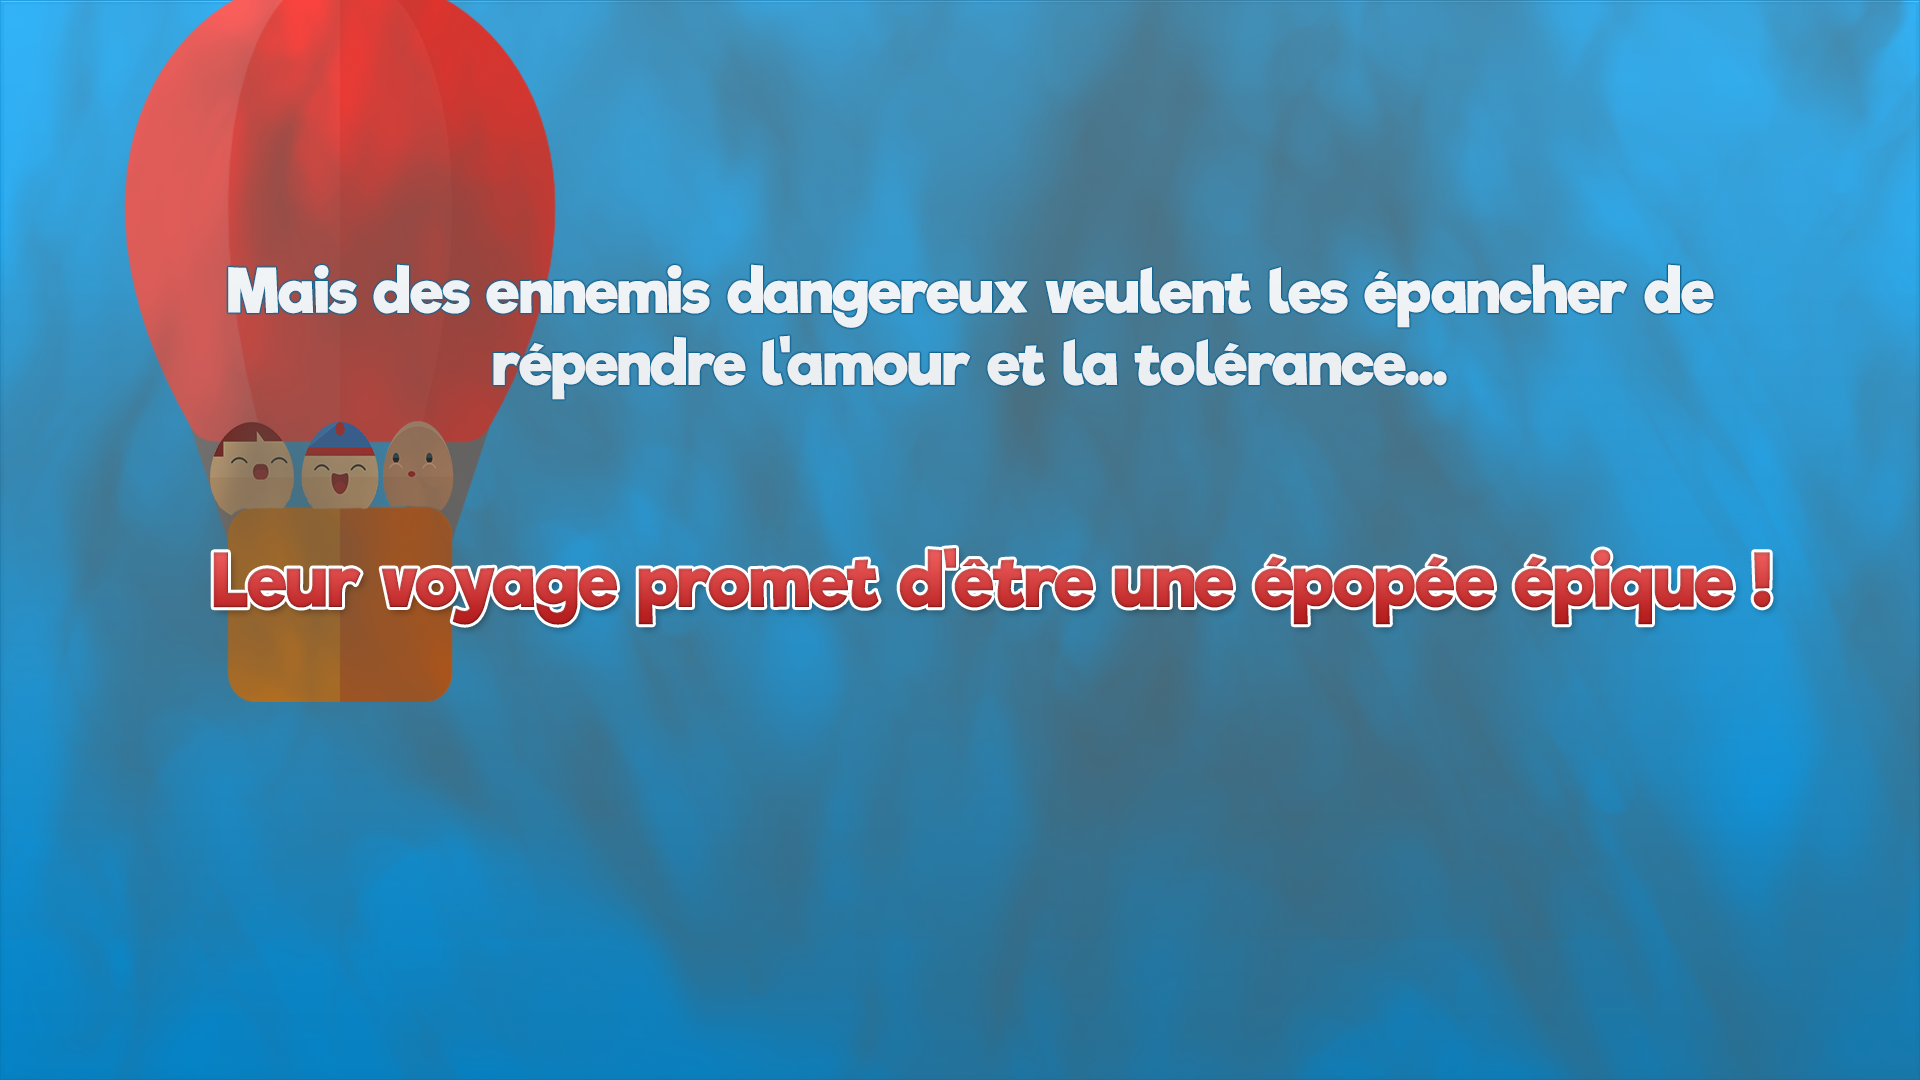 Mais des ennemis dangereux veulent les épancher de
répendre l'amour et la tolérance...
Leur voyage promet d'être une épopée épique !